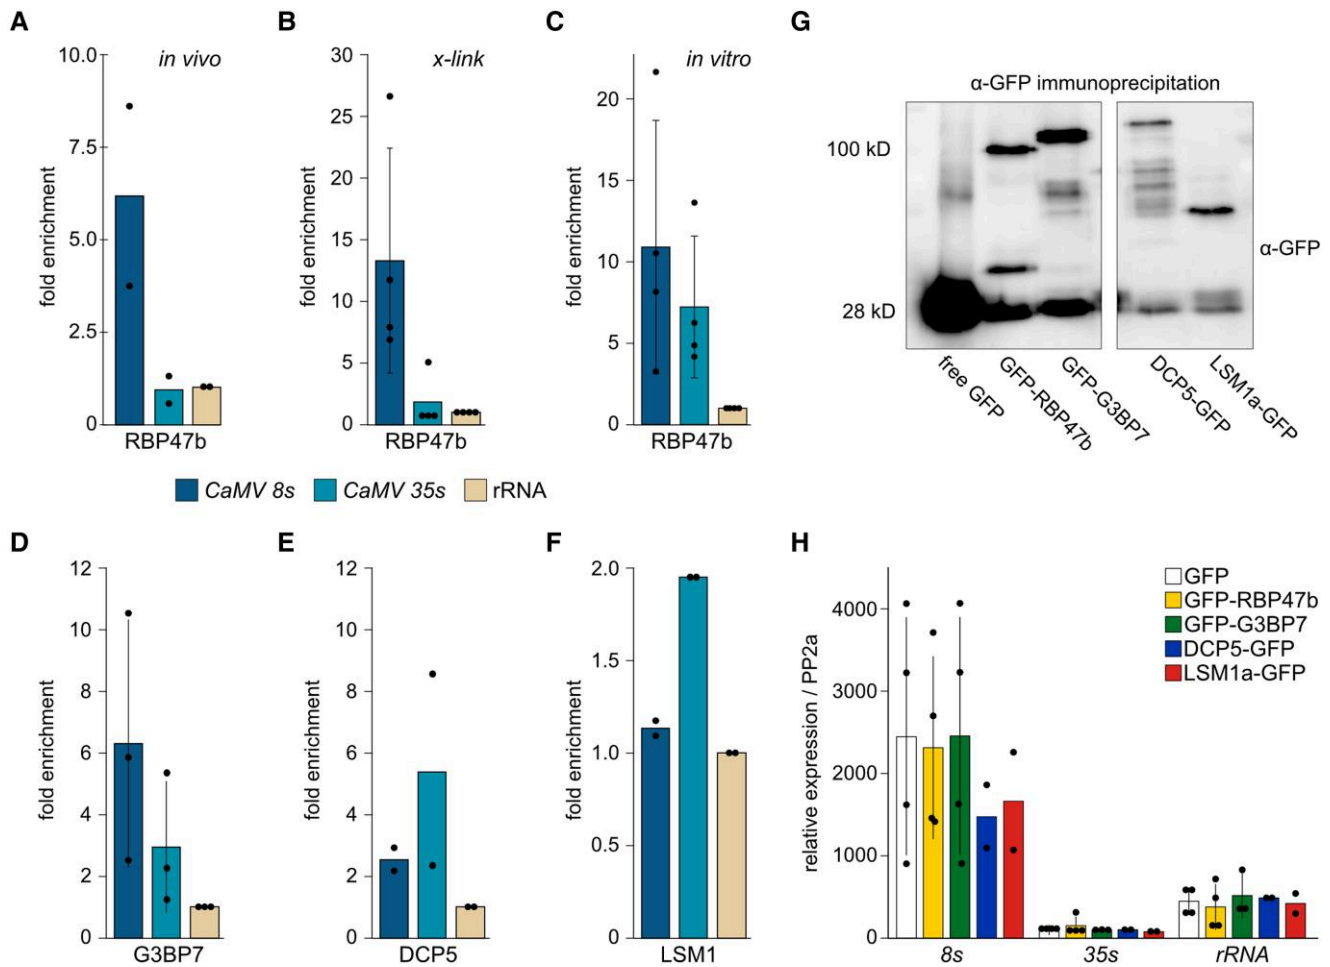 A
in vivo
10.0
7.5
5.0
2.5
0
fold enrichment
RBP47b
B
x-link
30
25
20
15
10
5
0
fold enrichment
RBP47b
C
in vitro
20
15
10
5
0
fold enrichment
RBP47b
CaMV 8s CaMV 35s rRNA
G
α-GFP immunoprecipitation
100 kD
28 kD
α-GFP
free GFP
GFP-RBP47b
GFP-G3BP7
DCP5-GFP
LSM1a-GFP
D
12
10
8
6
4
2
0
fold enrichment
G3BP7
E
12
10
8
6
4
2
0
fold enrichment
DCP5
F
2.0
1.5
1.0
0.5
0
fold enrichment
LSM1
H
GFP
GFP-RBP47b
GFP-G3BP7
DCP5-GFP
LSM1a-GFP
4000
3000
2000
1000
0
relative expression / PP2a
8s 35s rRNA